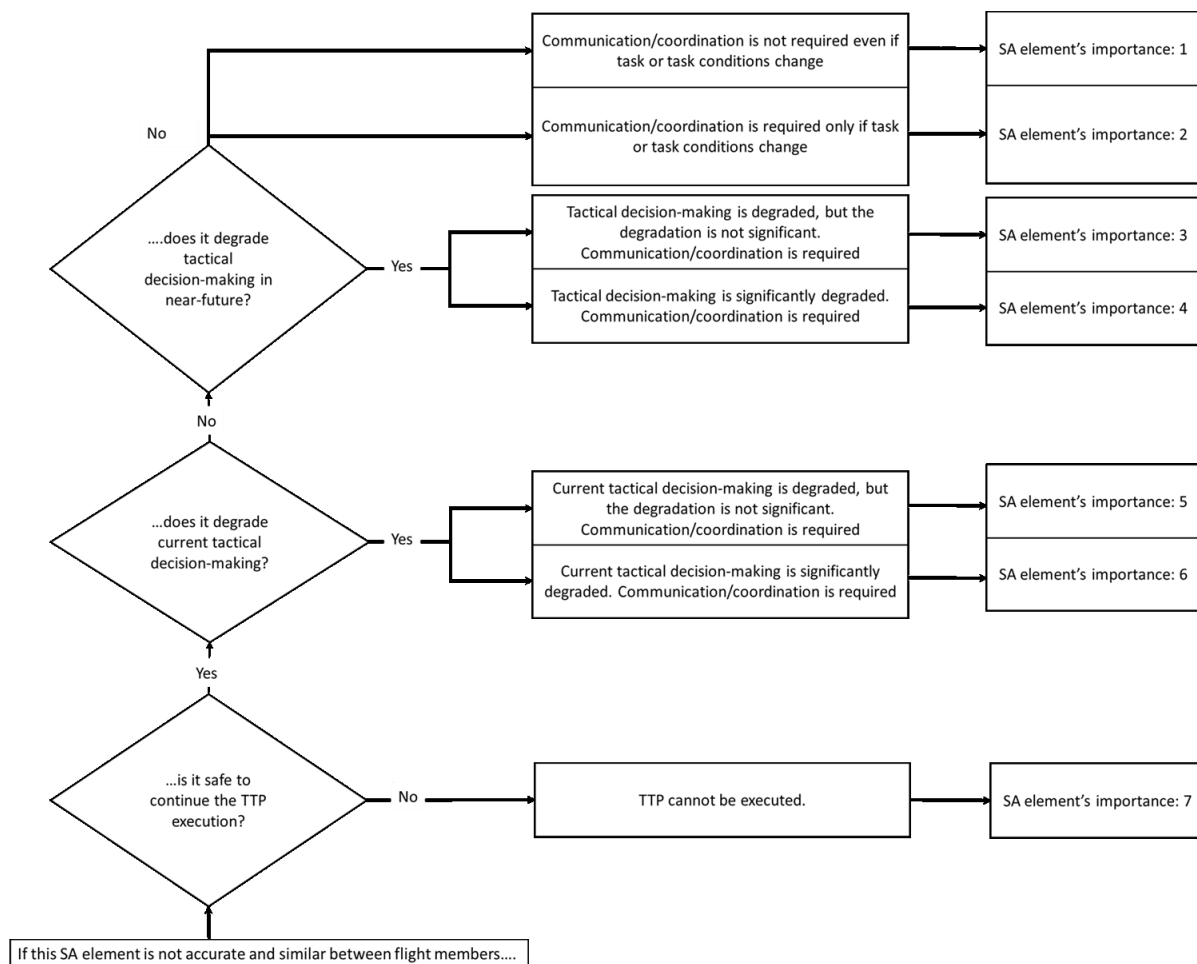 Communication/coordination is not required even if
task or task conditions change
SA element's importance: 1
No
Communication/coordination is required only if task
or task conditions change
SA element's importance: 2
....does it degrade
tactical
decision-making in
near-future?
Yes
Tactical decision-making is degraded, but the
degradation is not significant.
Communication/coordination is required
SA element's importance: 3
Tactical decision-making is significantly degraded.
Communication/coordination is required
SA element's importance: 4
No
...does it degrade
current tactical
decision-making?
Yes
Current tactical decision-making is degraded, but
the degradation is not significant.
Communication/coordination is required
SA element's importance: 5
Current tactical decision-making is significantly
degraded. Communication/coordination is required
SA element's importance: 6
Yes
...is it safe to
continue the TTP
execution?
No
TTP cannot be executed.
SA element's importance: 7
If this SA element is not accurate and similar between flight members....